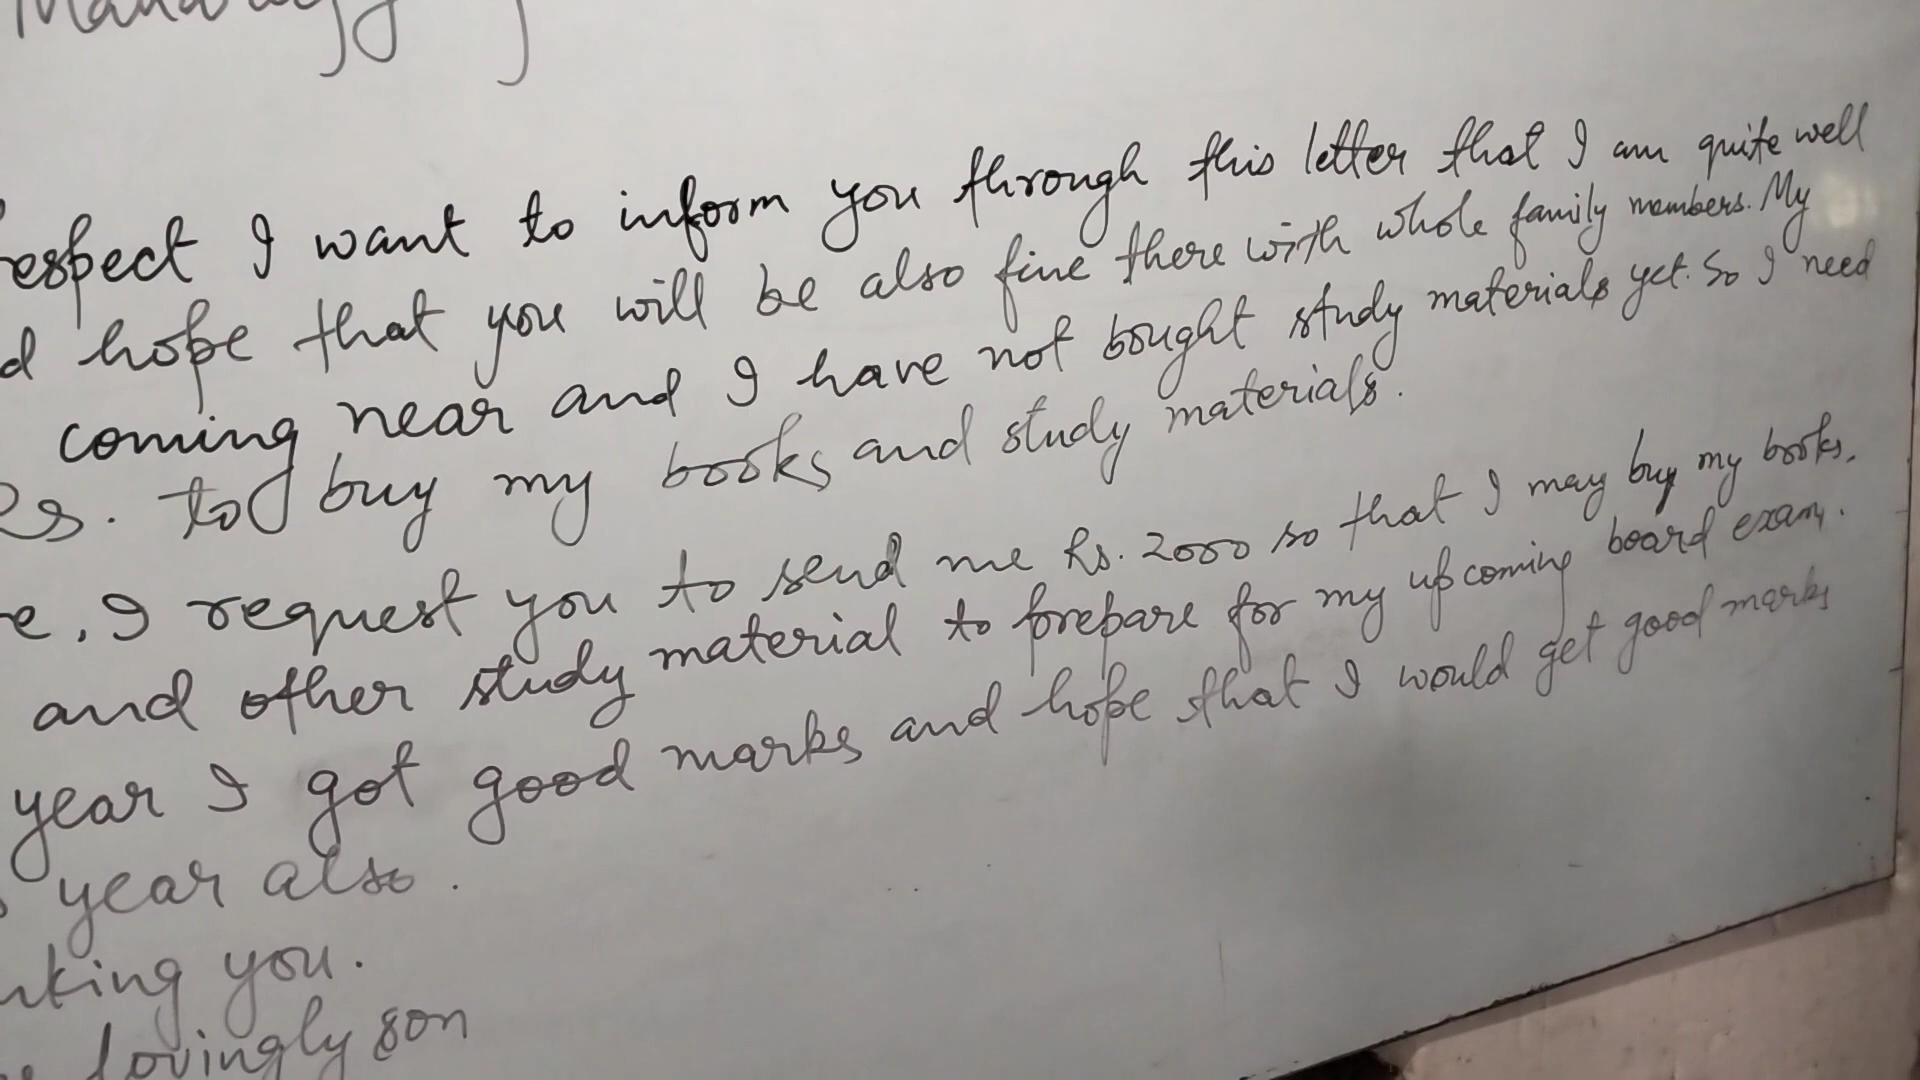 respect I want to inform you through this letter that I am quite well
hope that you will be also fine there with whole family members. My
coming near and I have not bought study materials yet. So I need
Rs. to buy my books and study materials.
I request you to send me Rs. 2000 so that I may buy my books,
and other study material to prepare for my upcoming board exam.
year I got good marks and hope that I would get good marks
year also.
you.
lovingly son